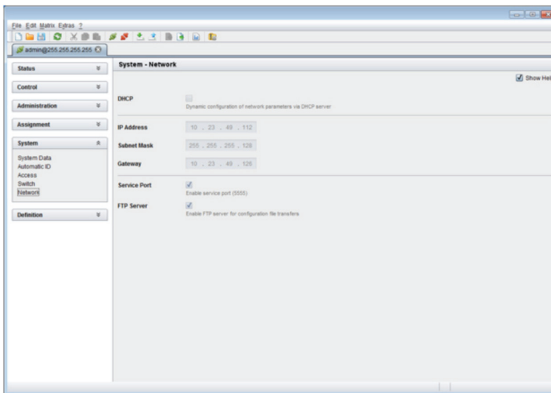 File Edit Matrix Extras ?
admin@255.255.255.255
Status
Control
Administration
Assignment
System
System Data
Automatic ID
Access
Switch
Network
Definition
System - Network
Show Hel
DHCP
Dynamic configuration of network parameters via DHCP server
IP Address 10 . 23 . 49 . 112
Subnet Mask 255 . 255 . 255 . 128
Gateway 10 . 23 . 49 . 126
Service Port
Enable service port (5555)
FTP Server
Enable FTP server for configuration file transfers